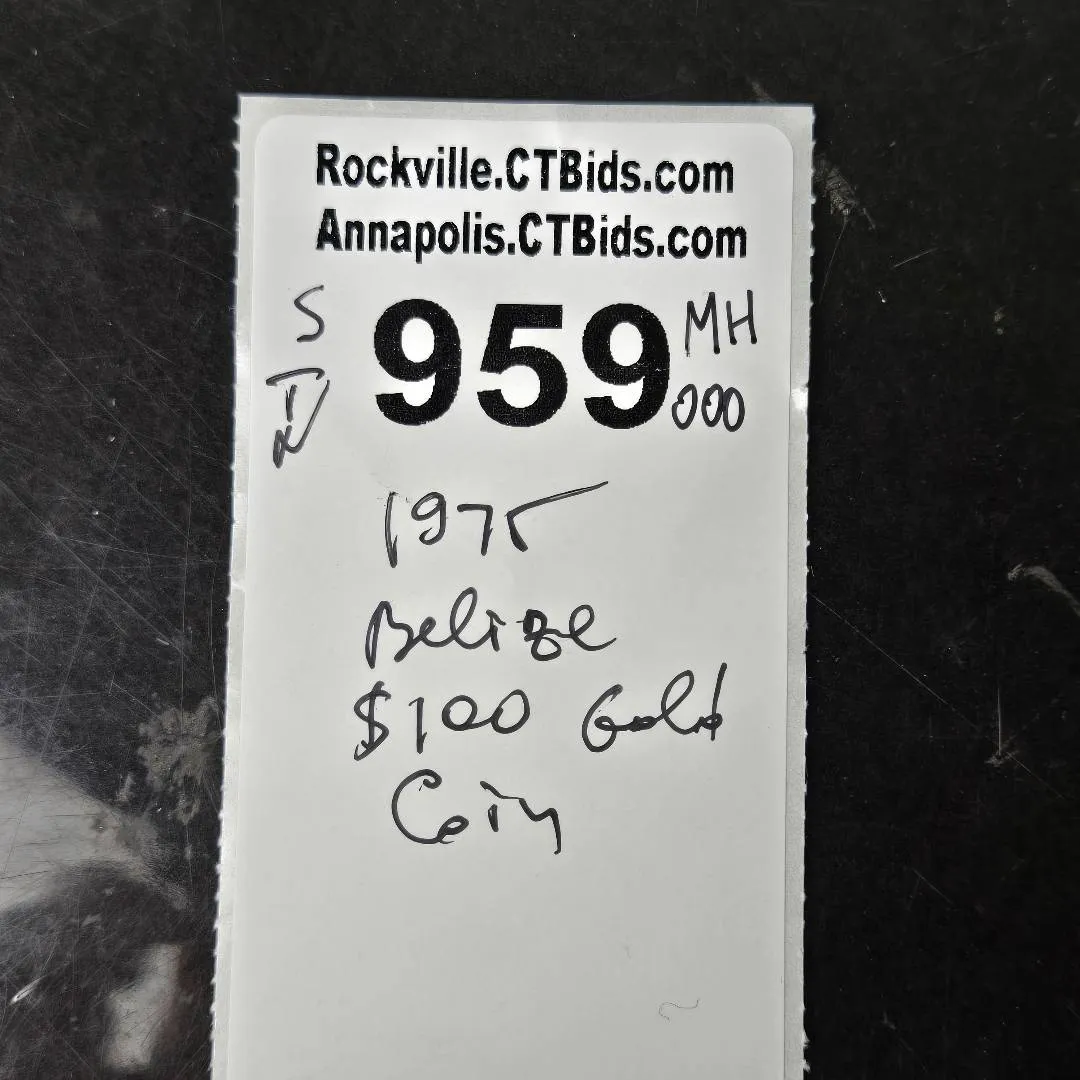 Rockville.CTBids.com
Annapolis.CTBids.com
S 959 MH
000
1975
Belize
$100 Gold
Coin